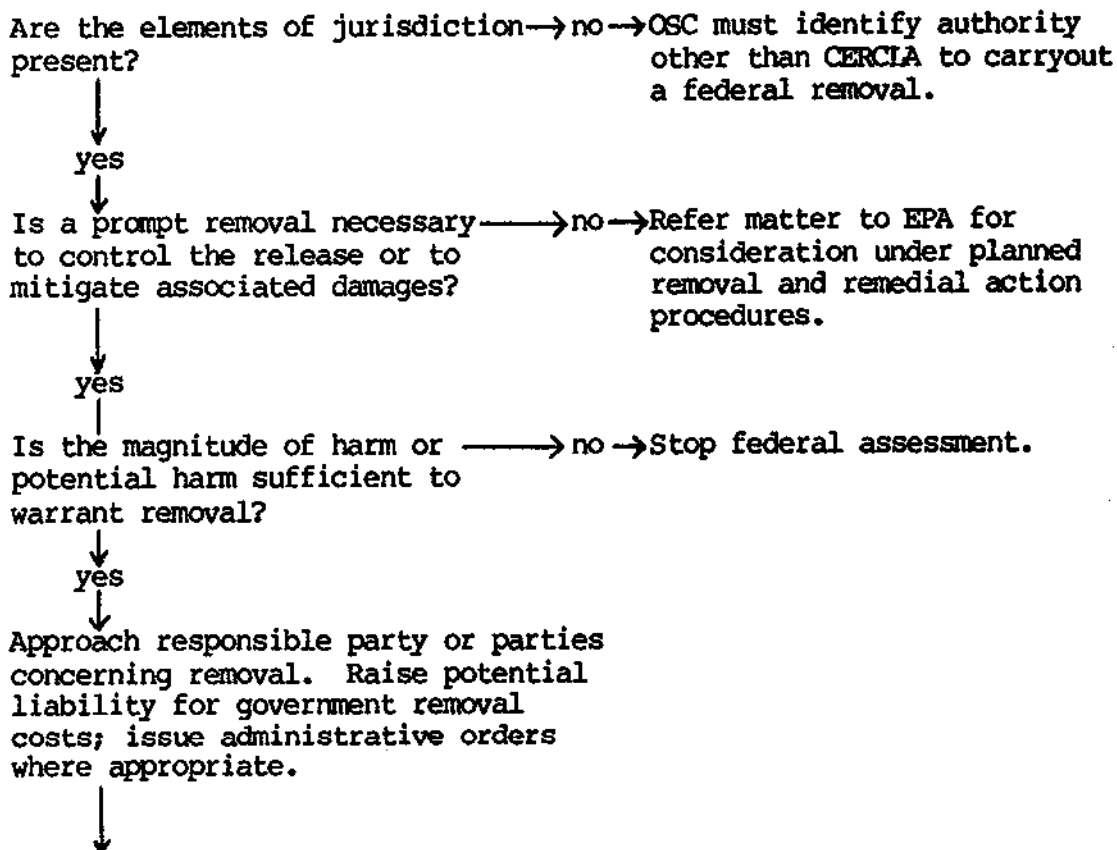 Are the elements of jurisdiction→ no →OSC must identify authority
present? other than CERCLA to carryout
a federal removal.
yes
Is a prompt removal necessary → no →Refer matter to EPA for
to control the release or to consideration under planned
mitigate associated damages? removal and remedial action
procedures.
yes
Is the magnitude of harm or → no →Stop federal assessment.
potential harm sufficient to
warrant removal?
yes
Approach responsible party or parties
concerning removal. Raise potential
liability for government removal
costs; issue administrative orders
where appropriate.